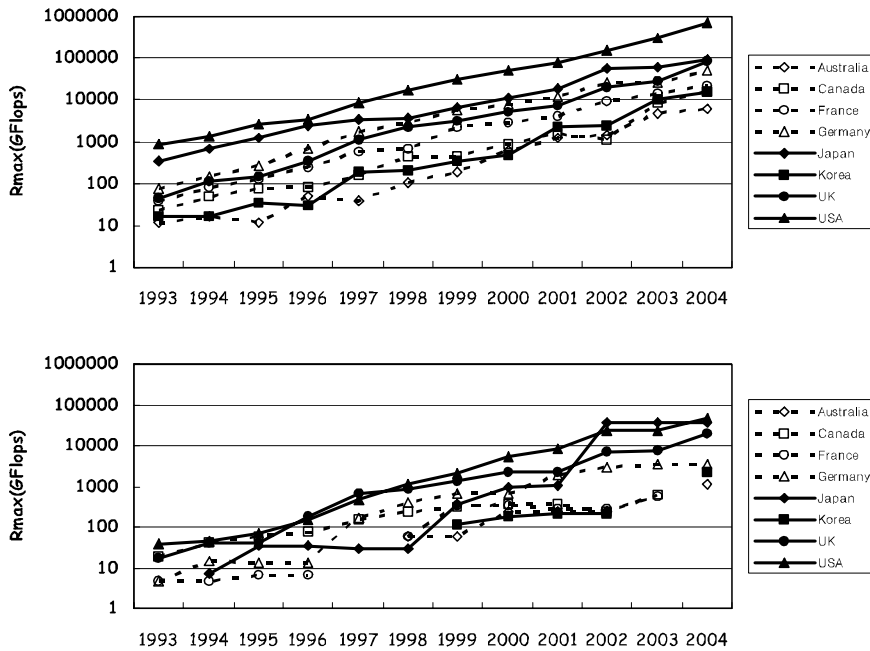 1000000
100000
10000
1000
100
10
1
Rmax(GFlops)
1993 1994 1995 1996 1997 1998 1999 2000 2001 2002 2003 2004
Australia
Canada
France
Germany
Japan
Korea
UK
USA
1000000
100000
10000
1000
100
10
1
Rmax(GFlops)
1993 1994 1995 1996 1997 1998 1999 2000 2001 2002 2003 2004
Australia
Canada
France
Germany
Japan
Korea
UK
USA